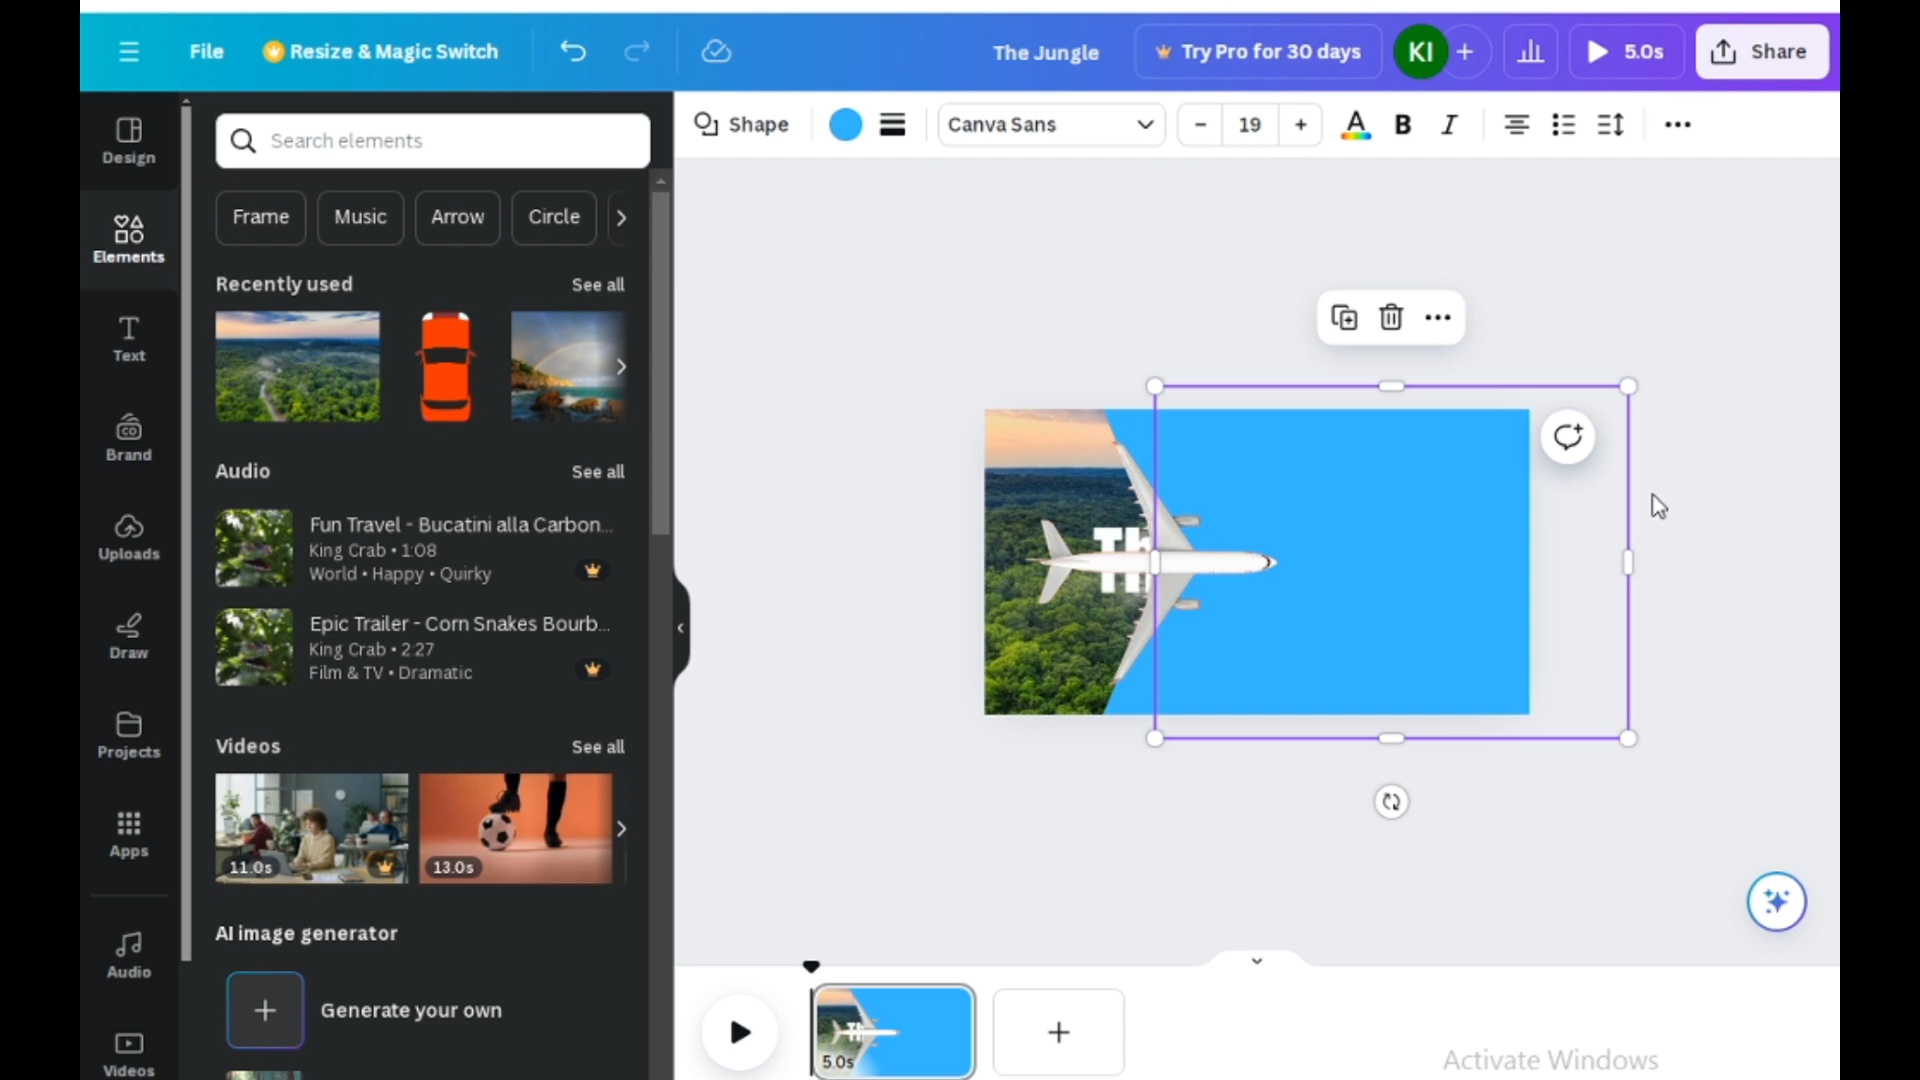 File
Resize & Magic Switch
The Jungle
Try Pro for 30 days
KI
5.0s
Share
Design
Elements
Text
Brand
Uploads
Draw
Projects
Apps
Audio
Videos
Search elements
Frame
Music
Arrow
Circle
Recently used
See all
Audio
See all
Fun Travel - Bucatini alla Carbon...
King Crab • 1:08
World • Happy • Quirky
Epic Trailer - Corn Snakes Bourb...
King Crab • 2:27
Film & TV • Dramatic
Videos
See all
11.0s
13.0s
AI image generator
Generate your own
Shape
Canva Sans
19
A
B
I
Th
Th
5.0s
Activate Windows